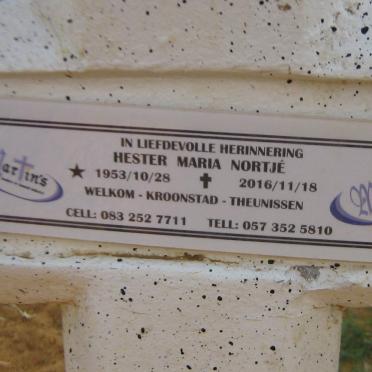 IN LIEFDEVOLLE HERINNERING
HESTER MARIA NORTJÉ
★ 1953/10/28 ✝ 2016/11/18
WELKOM - KROONSTAD - THEUNISSEN
CELL: 083 252 7711 TELL: 057 352 5810
Martin's